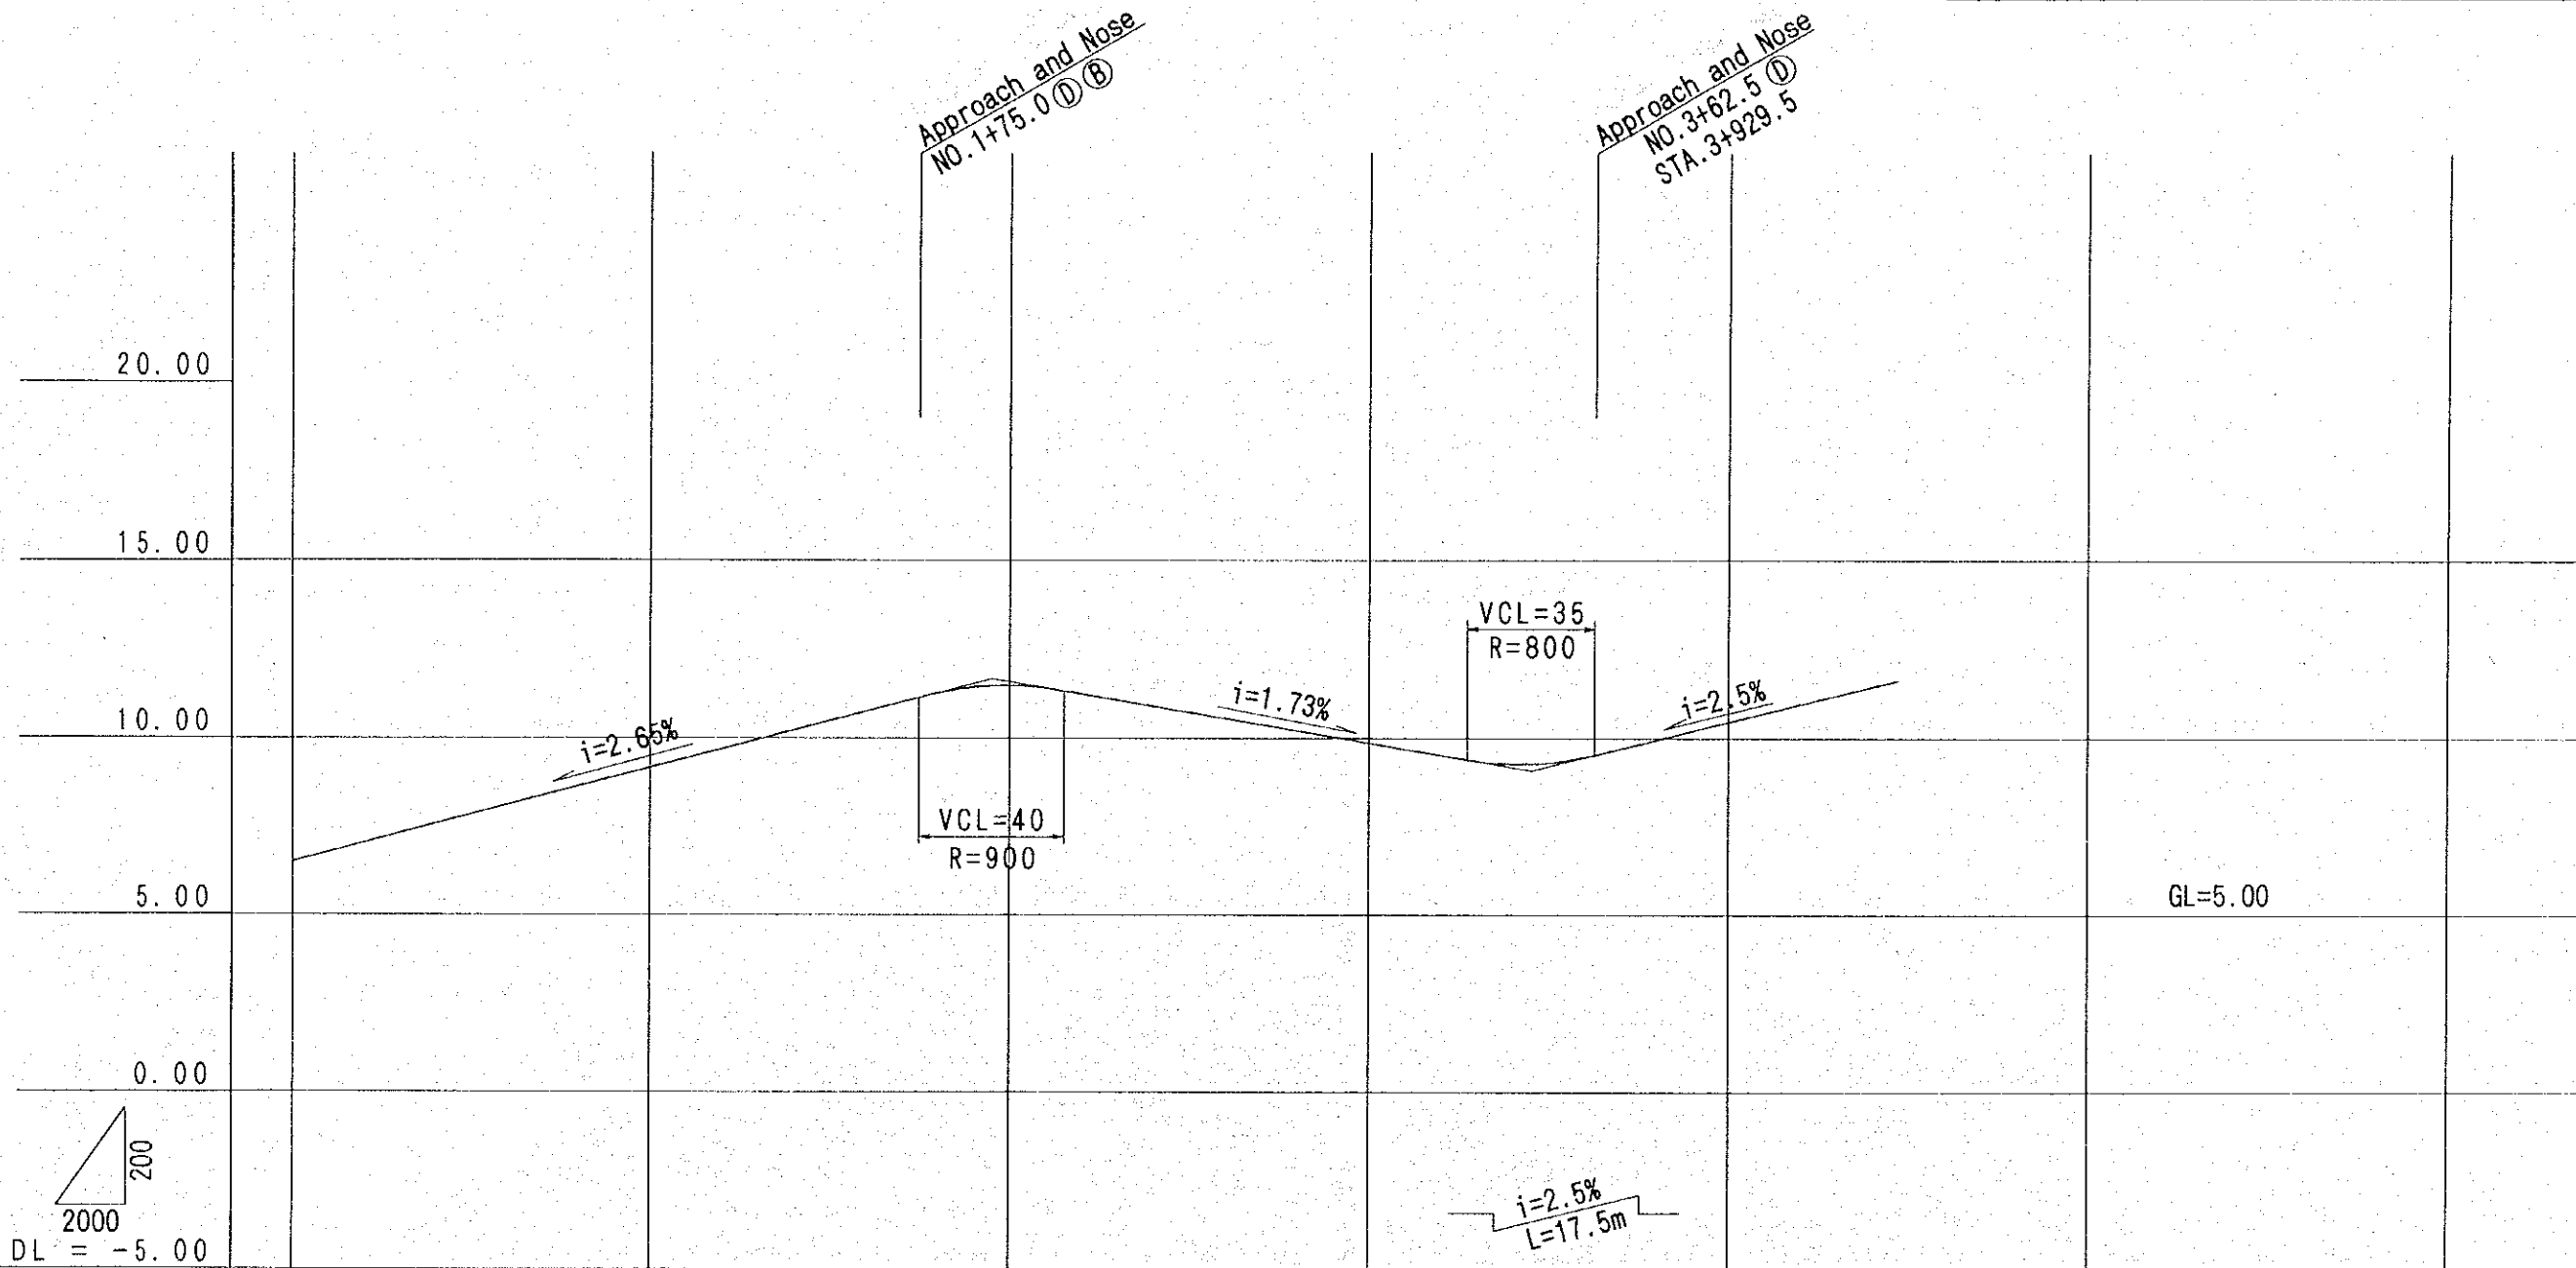 Approach and Nose
NO.1+75.0 Ⓓ Ⓑ
Approach and Nose
NO.3+62.5 Ⓓ
STA.3+929.5
20.00
15.00
VCL=35
R=800
i=2.65%
i=1.73%
i=2.5%
10.00
VCL=40
R=900
5.00
GL=5.00
0.00
200
2000
i=2.5%
L=17.5m
DL = -5.00